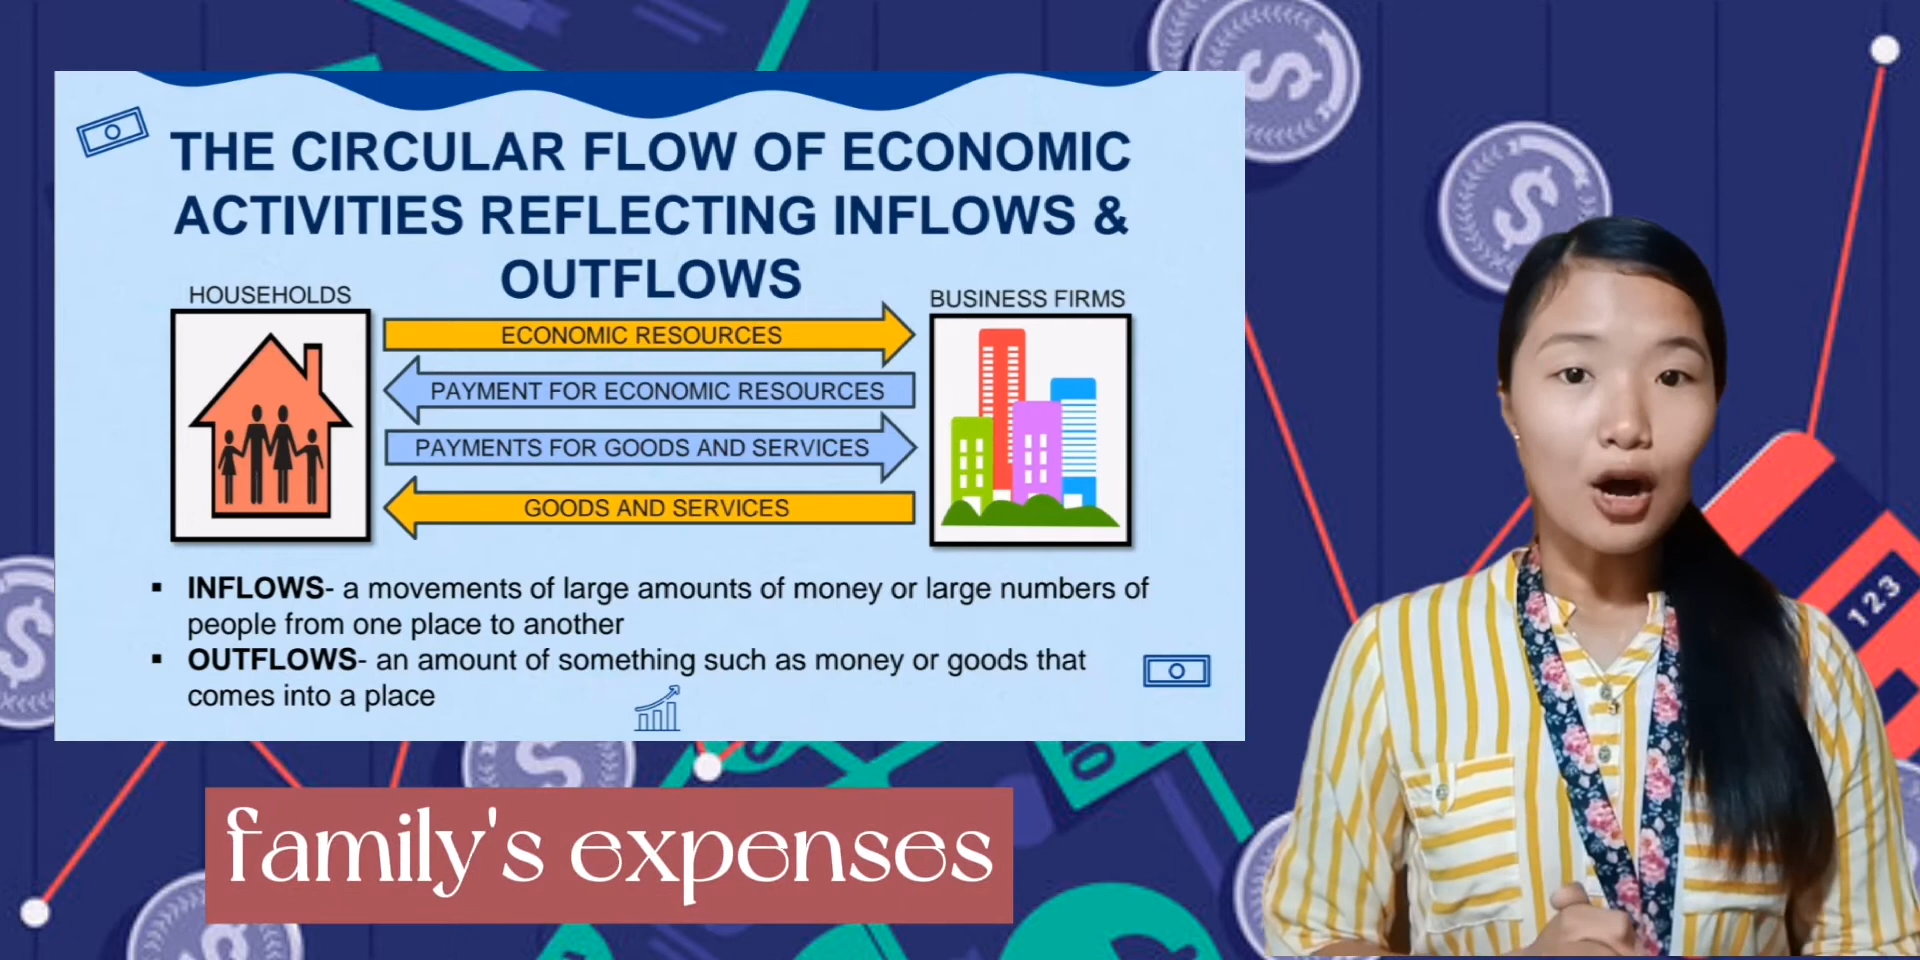 THE CIRCULAR FLOW OF ECONOMIC
ACTIVITIES REFLECTING INFLOWS &
OUTFLOWS
HOUSEHOLDS
BUSINESS FIRMS
ECONOMIC RESOURCES
PAYMENT FOR ECONOMIC RESOURCES
PAYMENTS FOR GOODS AND SERVICES
GOODS AND SERVICES
▪ INFLOWS- a movements of large amounts of money or large numbers of
people from one place to another
▪ OUTFLOWS- an amount of something such as money or goods that
comes into a place
family's expenses
123
10
$
$
$
$